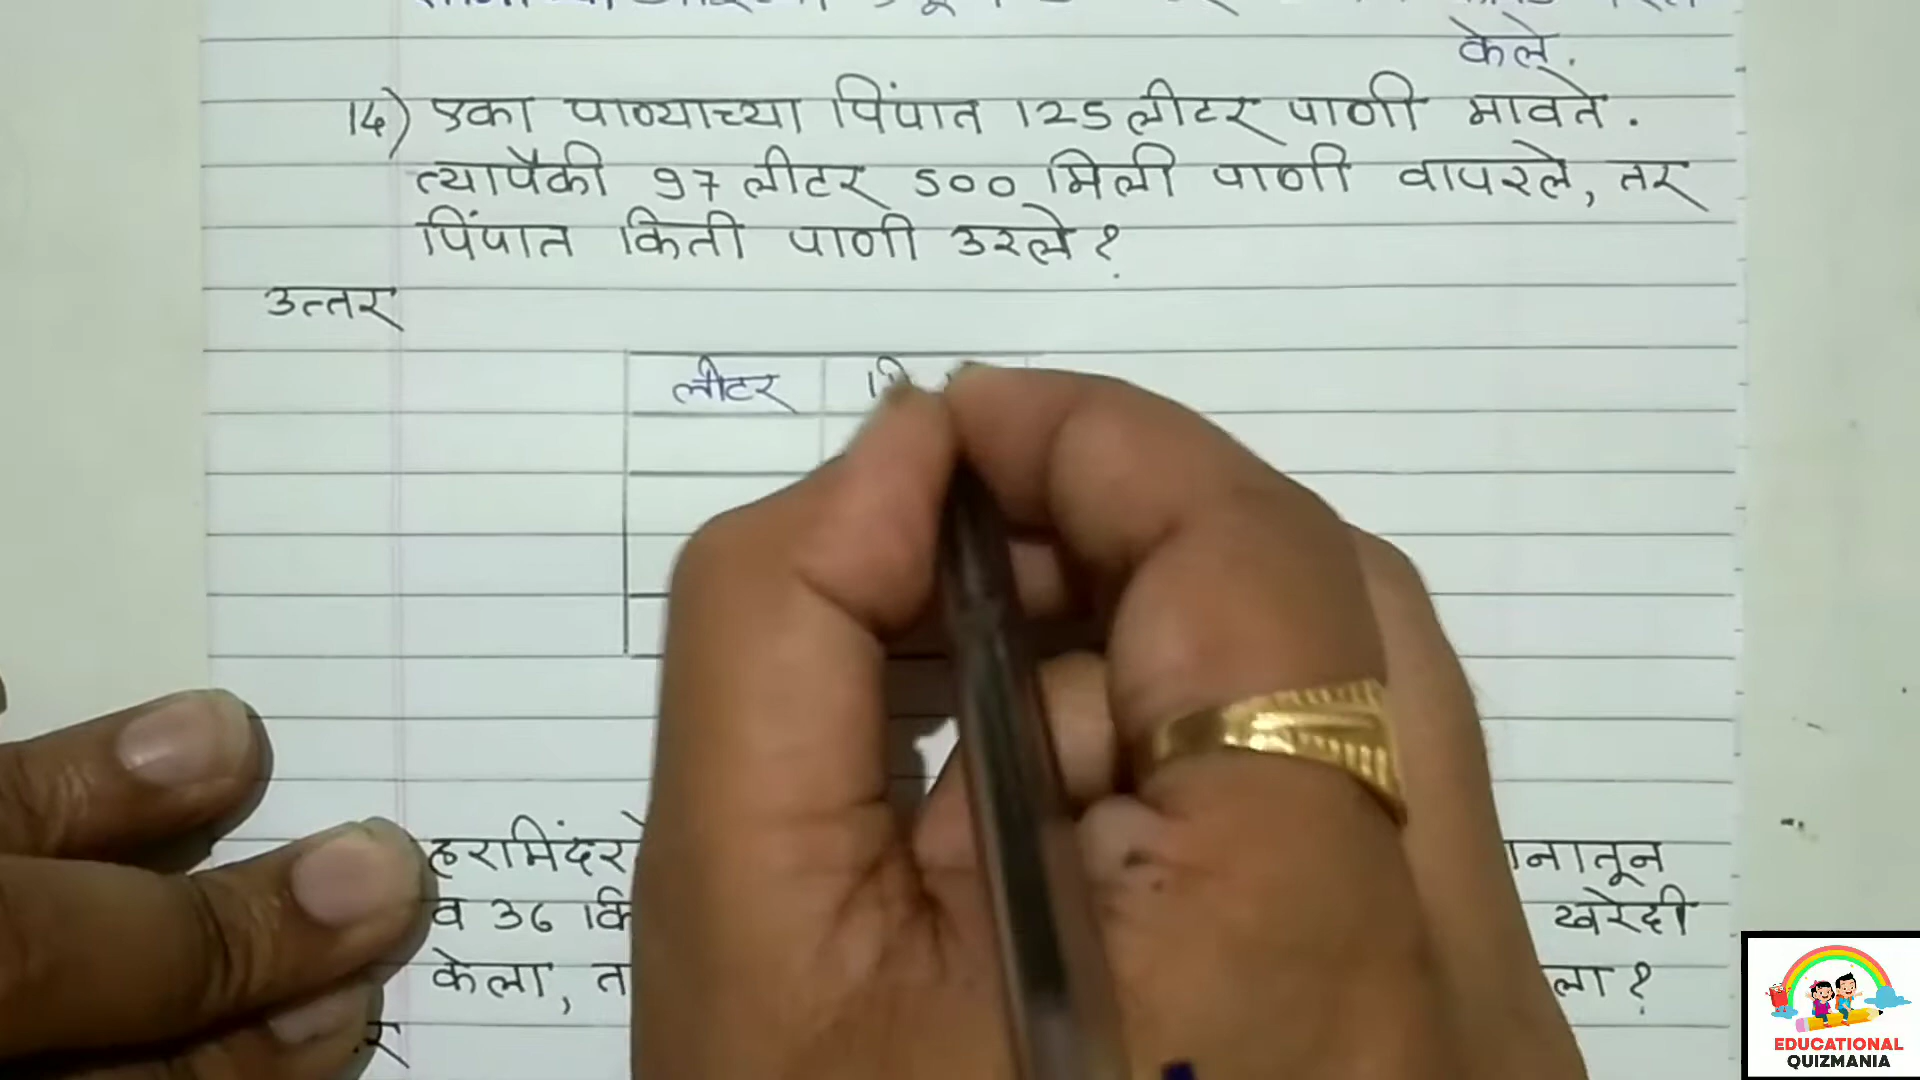 केले.
14) एका पाण्याच्या पिंपात 125 लीटर पाणी मावते.
त्यापैकी 97 लीटर 500 मिली पाणी वापरले, तर
पिंपात किती पाणी उरले?
उत्तर
लीटर
हरमिंदर
नातून
व 36 कि
खरेदी
केला, त
ला?
EDUCATIONAL
QUIZMANIA